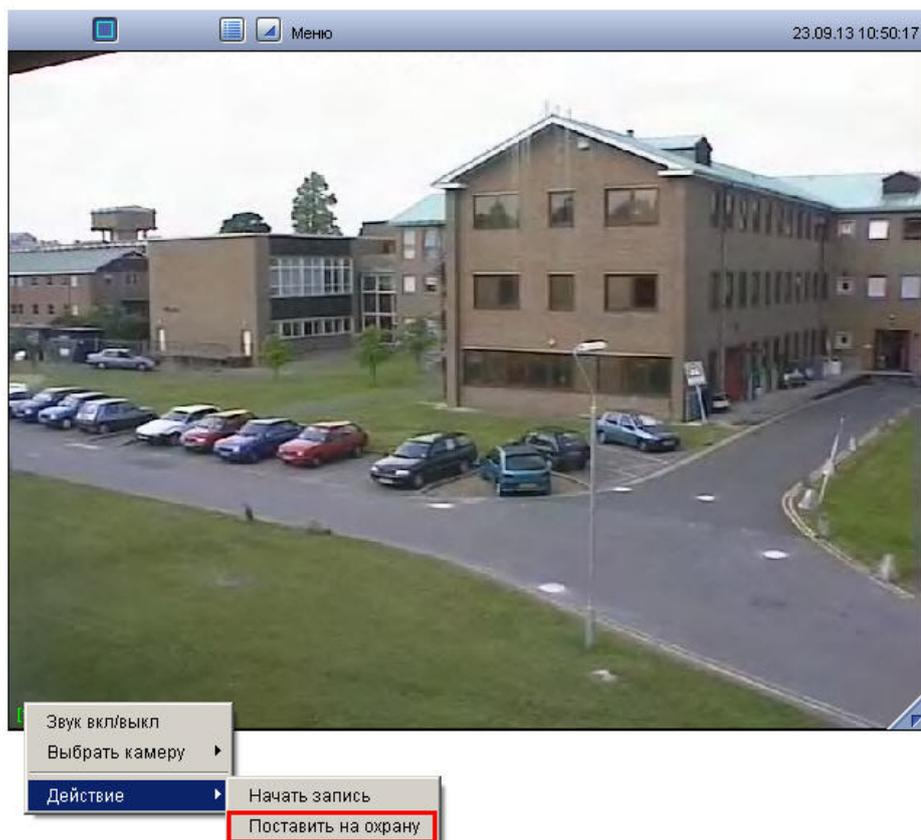 Меню
23.09.13 10:50:17
Звук вкл/выкл
Выбрать камеру
Действие
Начать запись
Поставить на охрану